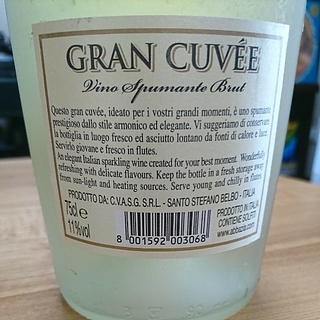 GRAN CUVÉE
Vino Spumante Brut
Questo gran cuvée, ideato per i vostri grandi momenti, è uno spumante
prestigioso dallo stile armonico ed elegante. Vi suggeriamo di conservare
la bottiglia in luogo fresco ed asciutto lontano da fonti di calore e luce.
Servirlo giovane e fresco in flutes.
An elegant Italian sparkling wine created for your best moment. Wonderfully
refreshing with delicate flavours. Keep the bottle in a fresh storage away
from sun-light and heating sources. Serve young and chilly in flutes.
PRODOTTO DA: C.V.A.S.G. S.R.L. - SANTO STEFANO BELBO - ITALIA
75cl e
11%vol
8 001592 003068
PRODOTTO IN ITALIA
CONTIENE SOLFITI